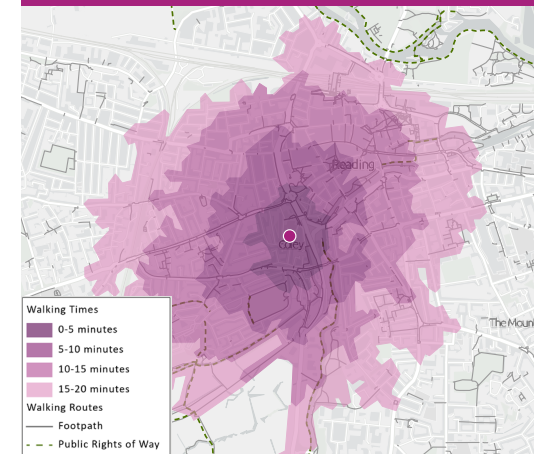 Reading
Coley
The Moun
Walking Times
0-5 minutes
5-10 minutes
10-15 minutes
15-20 minutes
Walking Routes
Footpath
Public Rights of Way